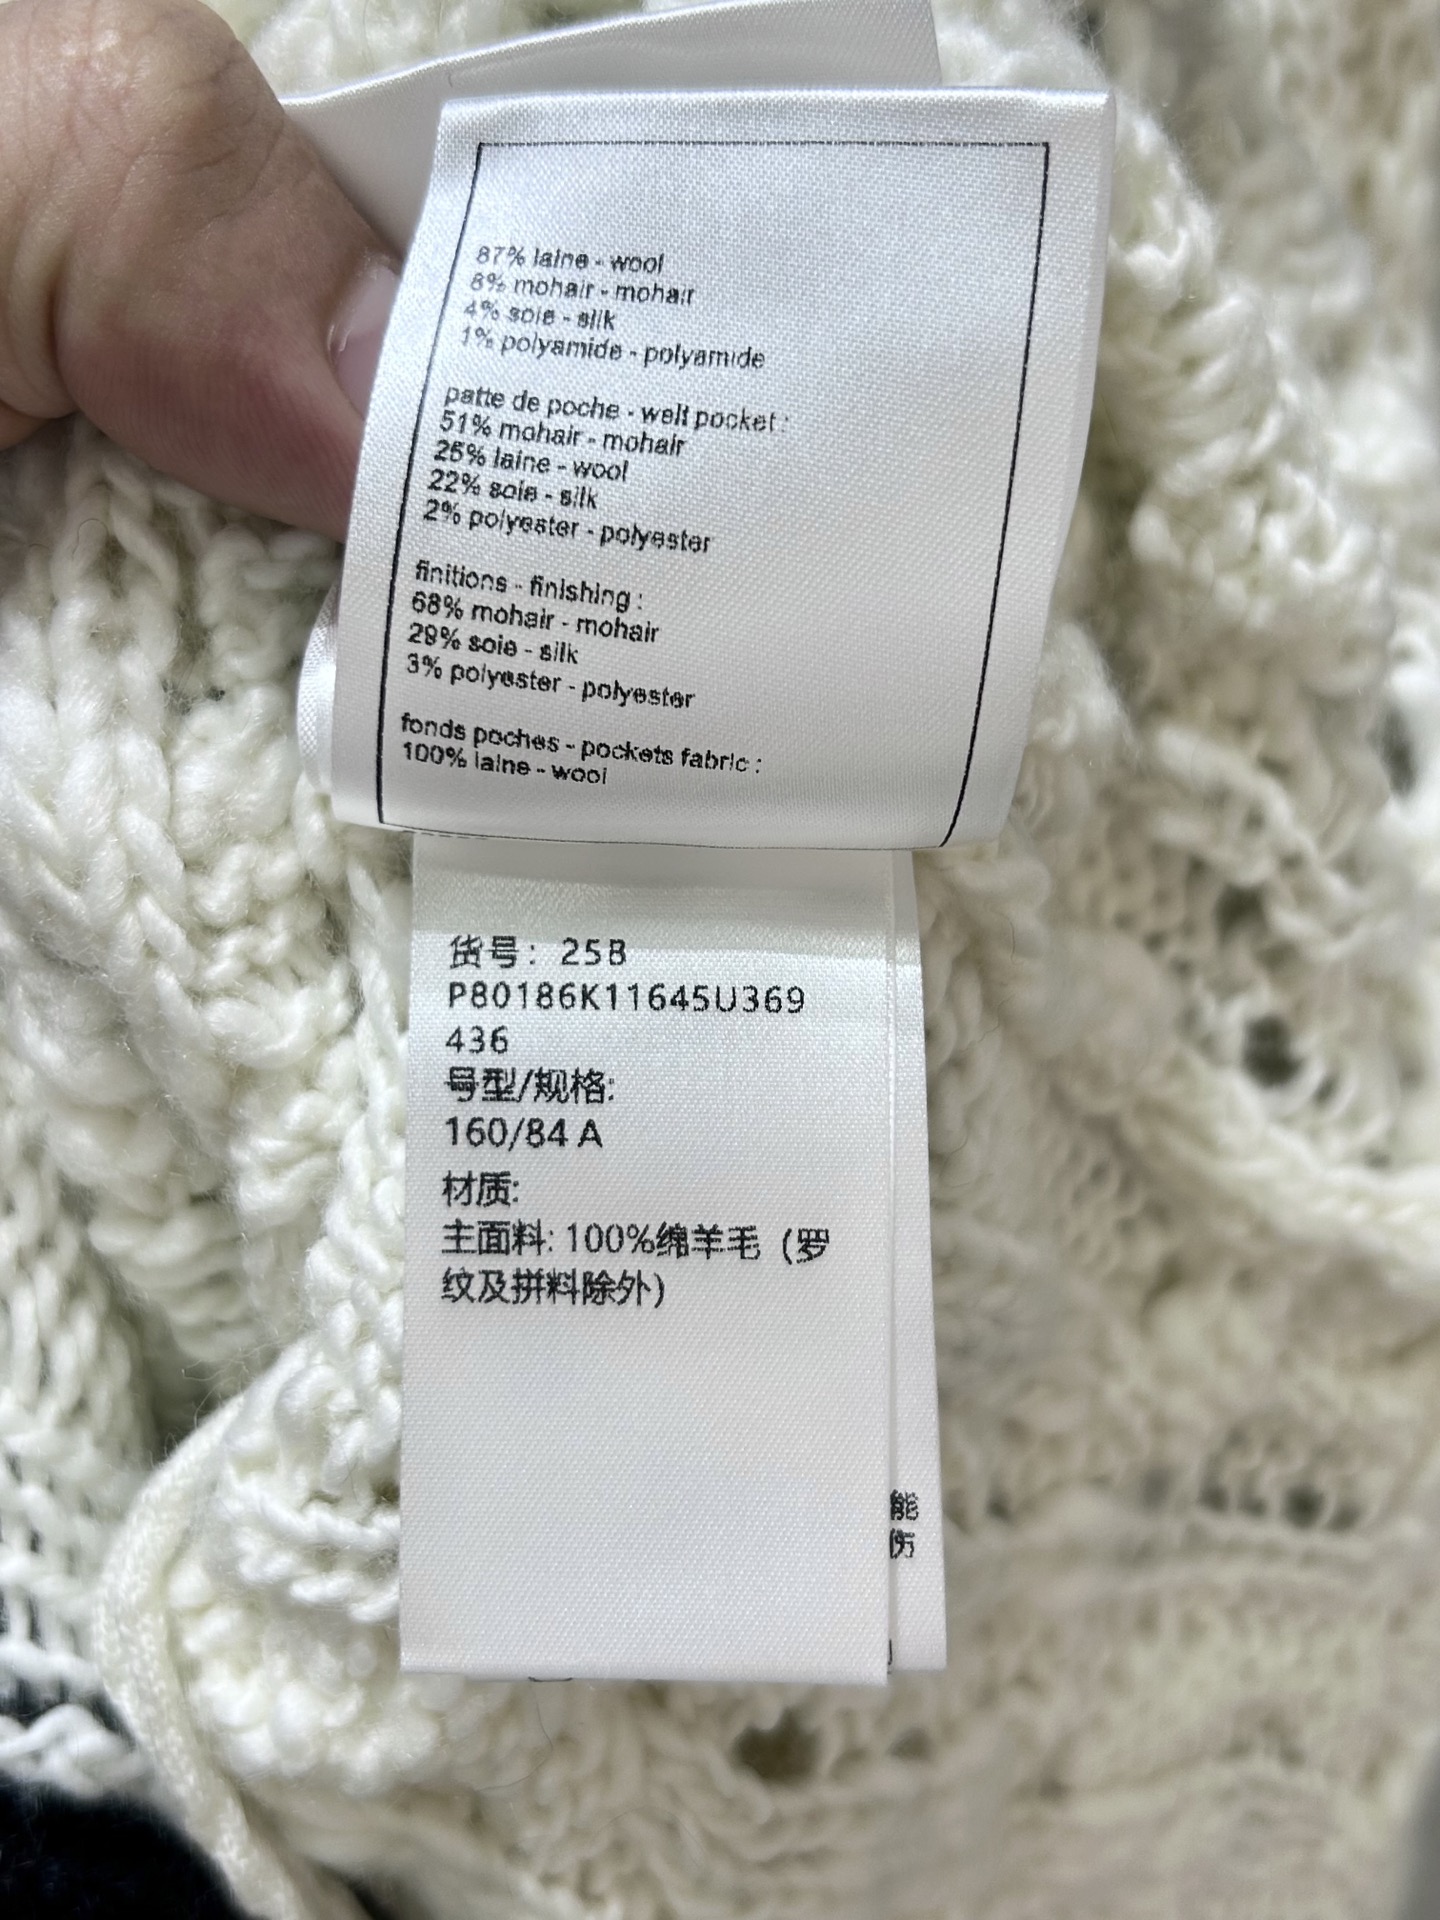 87% laine - wool
8% mohair - mohair
4% soie - silk
1% polyamide - polyamide
patte de poche - welt pocket :
51% mohair - mohair
25% laine - wool
22% soie - silk
2% polyester - polyester
finitions - finishing :
68% mohair - mohair
29% soie - silk
3% polyester - polyester
fonds poches - pockets fabric :
100% laine - wool
货号: 25B
P80186K11645U369
436
号型/规格:
160/84 A
材质:
主面料: 100%绵羊毛 (罗
纹及拼料除外)
能
伤